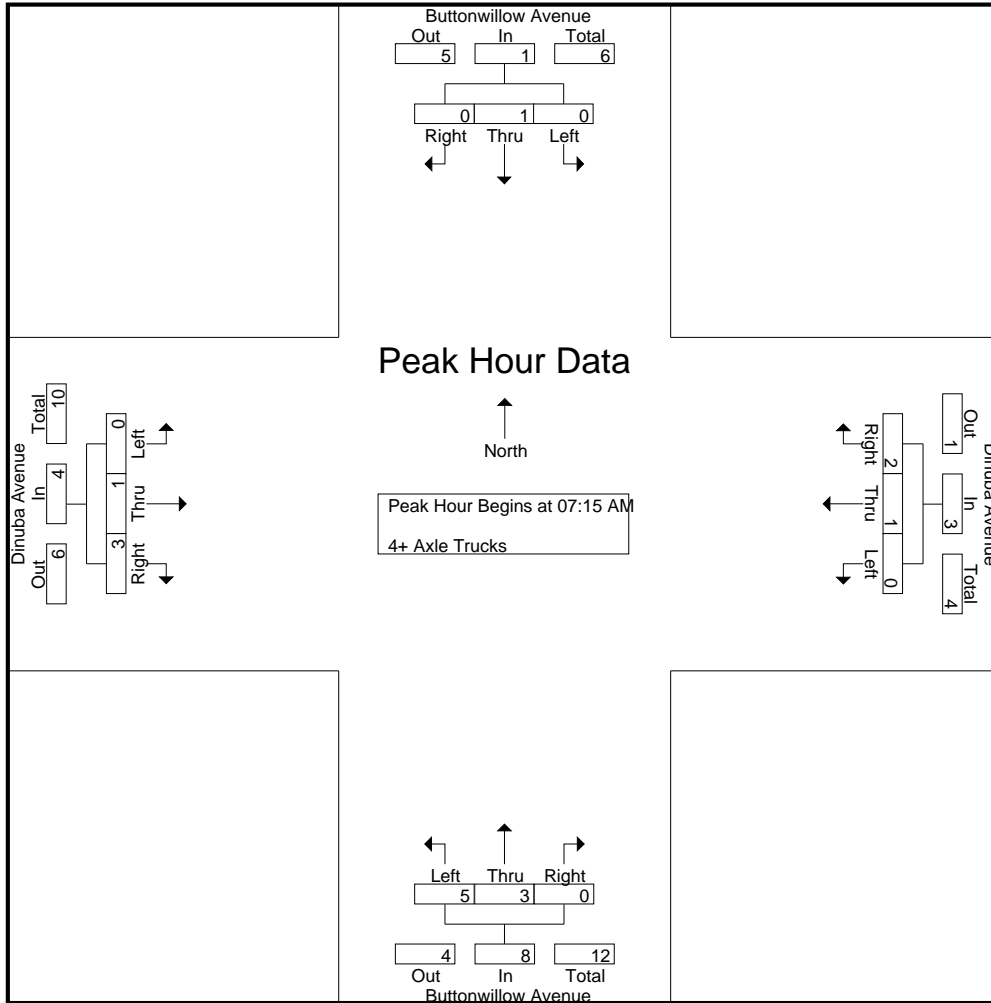 Buttonwillow Avenue
Out In Total
5 1 6
0 1 0
Right Thru Left
Peak Hour Data
North
Peak Hour Begins at 07:15 AM
4+ Axle Trucks
Dinuba Avenue
Total In Out
10 4 6
0 1 3
Left Thru Right
Dinuba Avenue
Out In Total
1 3 4
2 1 0
Right Thru Left
Left Thru Right
5 3 0
4 8 12
Out In Total
Buttonwillow Avenue